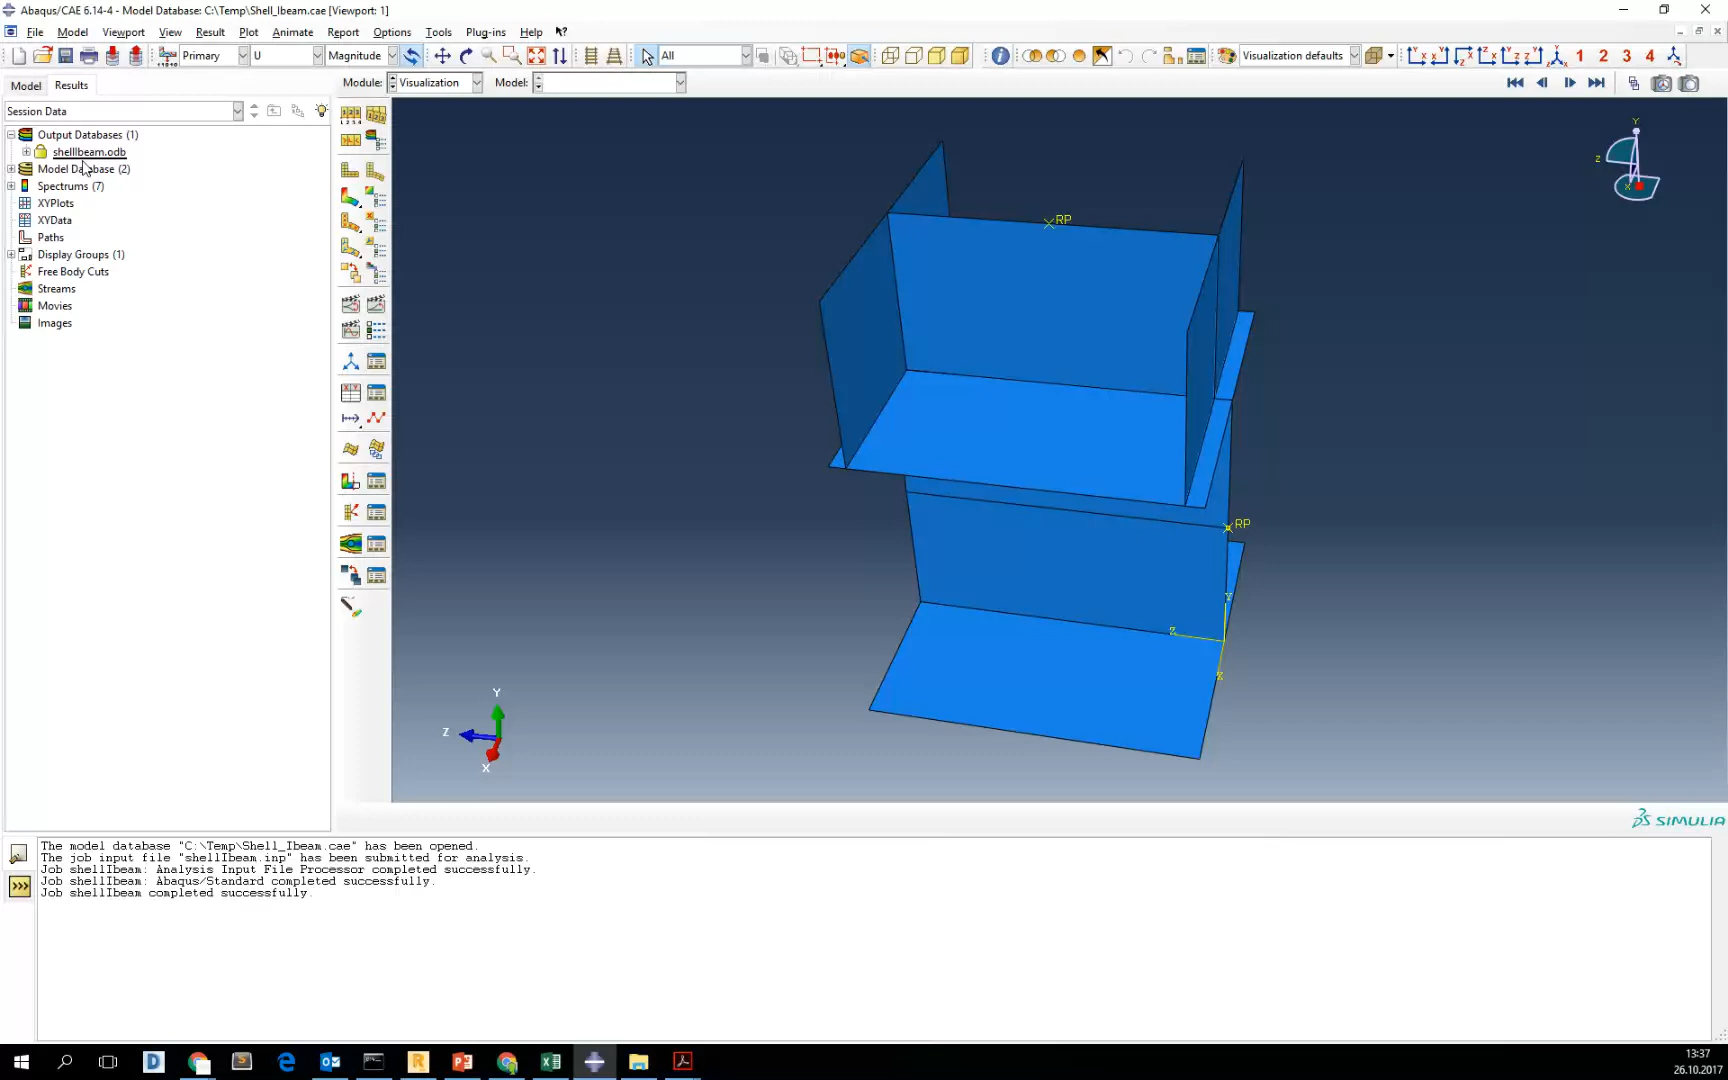 Abaqus/CAE 6.14-4 - Model Database: C:\Temp\Shell_Ibeam.cae [Viewport: 1]
File Model Viewport View Result Plot Animate Report Options Tools Plug-ins Help
Primary U Magnitude All Visualization defaults 1 2 3 4
Model Results Module: Visualization Model:
Session Data
Output Databases (1)
shellIbeam.odb
Model Database (2)
Spectrums (7)
XYPlots
XYData
Paths
Display Groups (1)
Free Body Cuts
Streams
Movies
Images
Y
Z
X
RP
RP
Y
Z
Y
Z
X
SIMULIA
The model database "C:\Temp\Shell_Ibeam.cae" has been opened.
The job input file "shellIbeam.inp" has been submitted for analysis.
Job shellIbeam: Analysis Input File Processor completed successfully.
Job shellIbeam: Abaqus/Standard completed successfully.
Job shellIbeam completed successfully.
13:37
26.10.2017